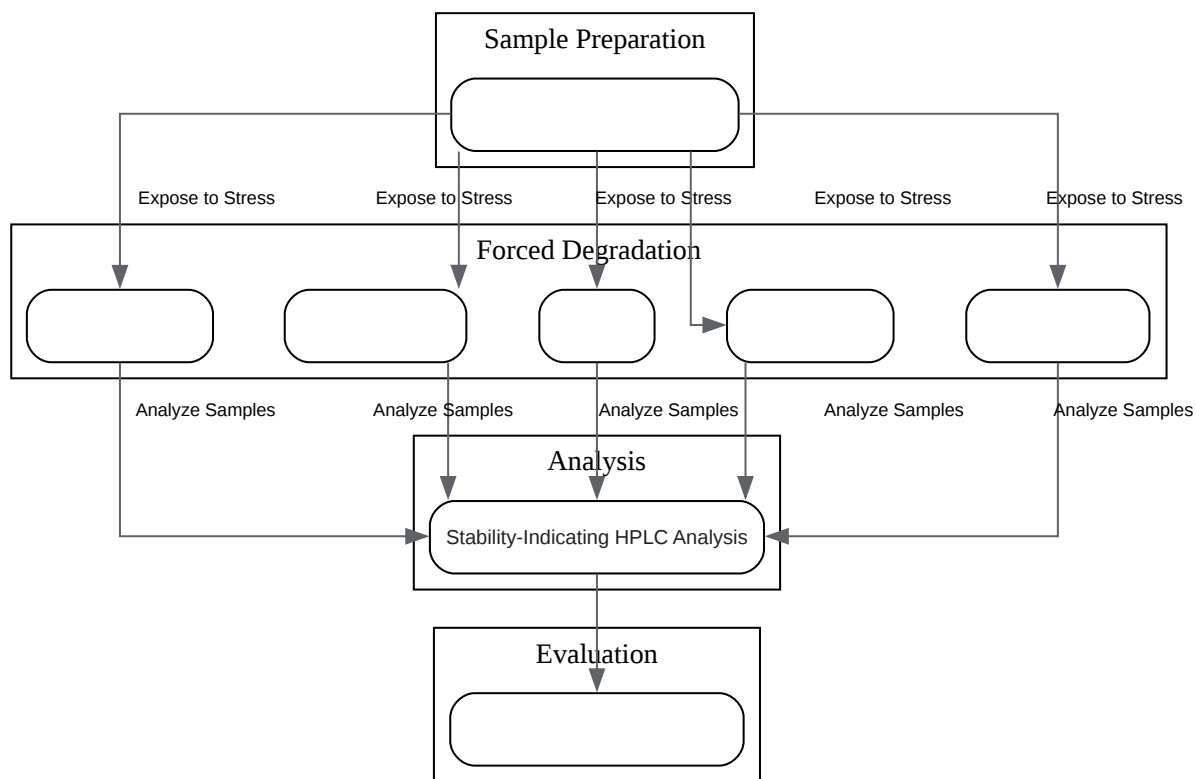 Sample Preparation
Expose to Stress
Expose to Stress
Expose to Stress
Expose to Stress
Expose to Stress
Forced Degradation
Analyze Samples
Analyze Samples
Analyze Samples
Analyze Samples
Analyze Samples
Analysis
Stability-Indicating HPLC Analysis
Evaluation